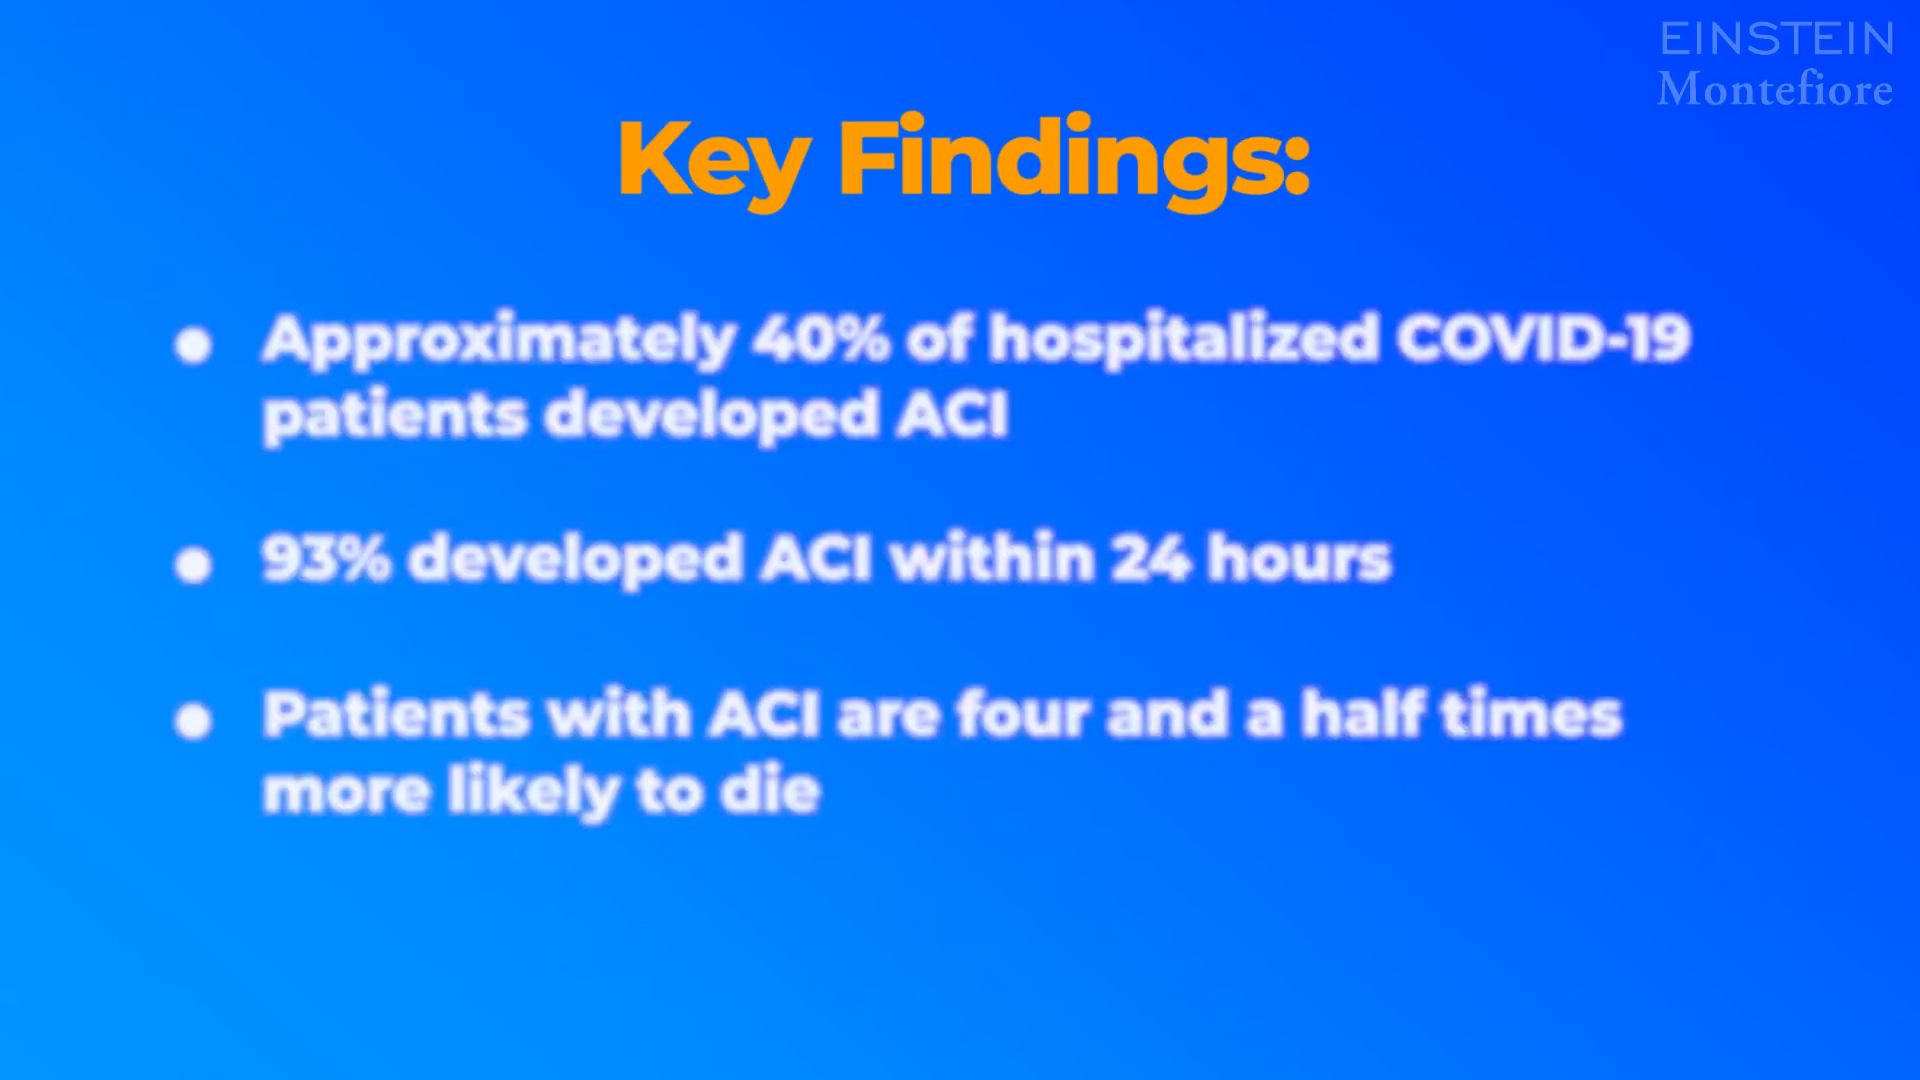 EINSTEIN
Montefiore
Key Findings:
• Approximately 40% of hospitalized COVID-19
patients developed ACI
• 93% developed ACI within 24 hours
• Patients with ACI are four and a half times
more likely to die